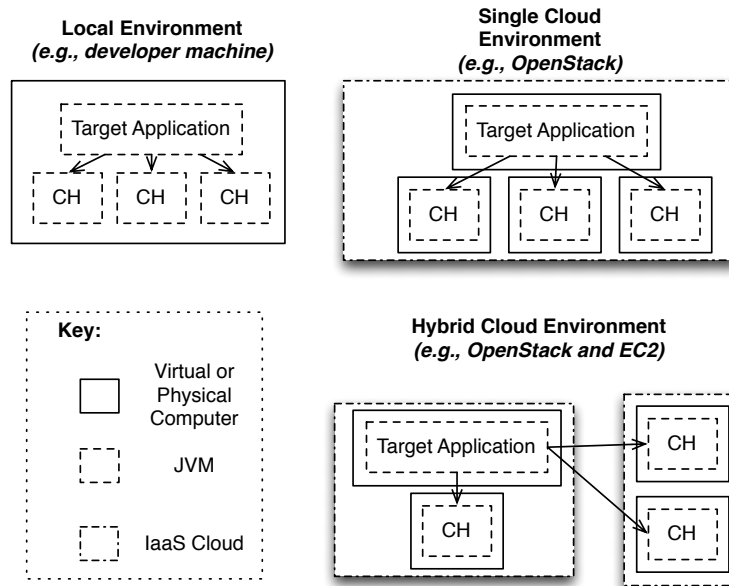 Local Environment
(e.g., developer machine)
Target Application
CH
CH
CH
Single Cloud
Environment
(e.g., OpenStack)
Target Application
CH
CH
CH
Key:
Virtual or
Physical
Computer
JVM
IaaS Cloud
Hybrid Cloud Environment
(e.g., OpenStack and EC2)
Target Application
CH
CH
CH